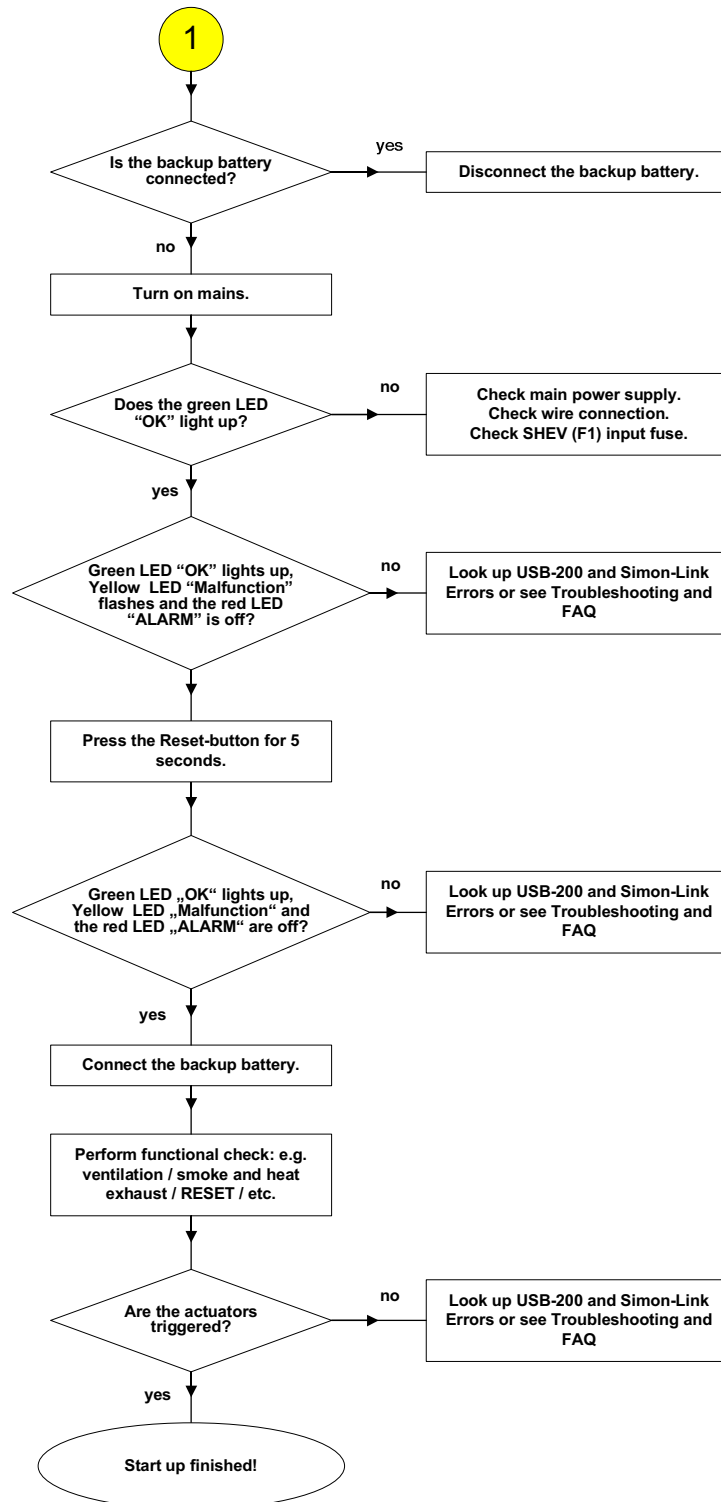 1
Is the backup battery
connected?
yes
Disconnect the backup battery.
no
Turn on mains.
Does the green LED
“OK” light up?
no
Check main power supply.
Check wire connection.
Check SHEV (F1) input fuse.
yes
Green LED “OK” lights up,
Yellow LED “Malfunction”
flashes and the red LED
“ALARM” is off?
no
Look up USB-200 and Simon-Link
Errors or see Troubleshooting and
FAQ
Press the Reset-button for 5
seconds.
Green LED „OK“ lights up,
Yellow LED „Malfunction“ and
the red LED „ALARM“ are off?
no
Look up USB-200 and Simon-Link
Errors or see Troubleshooting and
FAQ
yes
Connect the backup battery.
Perform functional check: e.g.
ventilation / smoke and heat
exhaust / RESET / etc.
Are the actuators
triggered?
no
Look up USB-200 and Simon-Link
Errors or see Troubleshooting and
FAQ
yes
Start up finished!